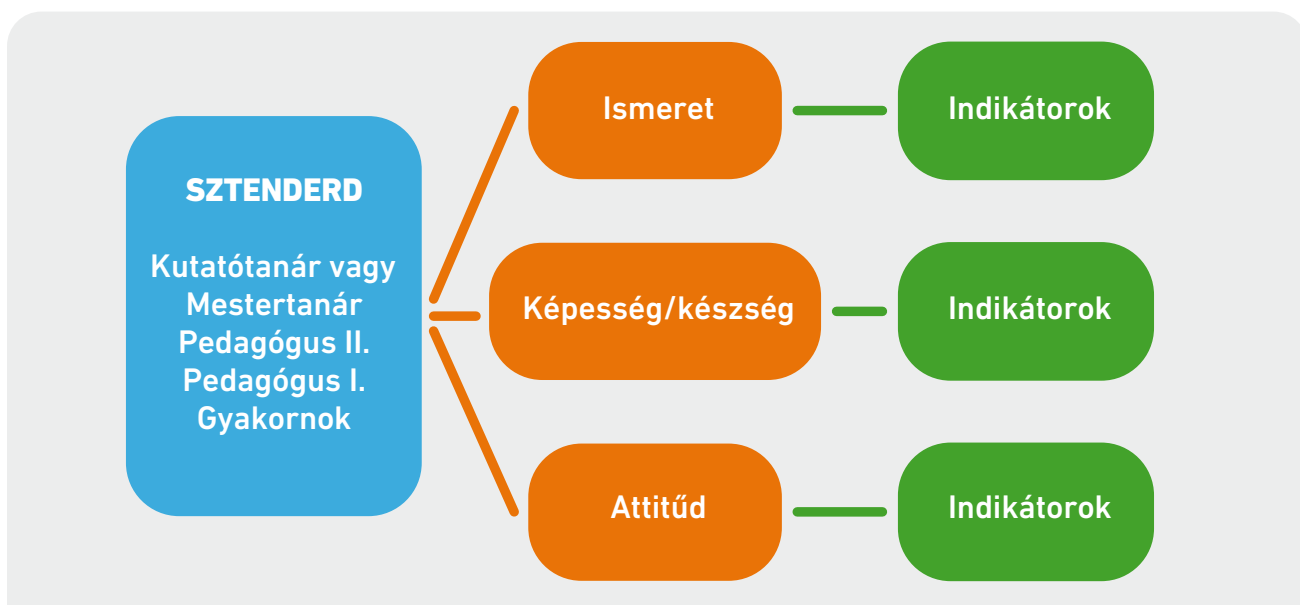 SZTENDERD
Kutatótanár vagy
Mestertanár
Pedagógus II.
Pedagógus I.
Gyakornok
Ismeret
Indikátorok
Képesség/készség
Indikátorok
Attitűd
Indikátorok